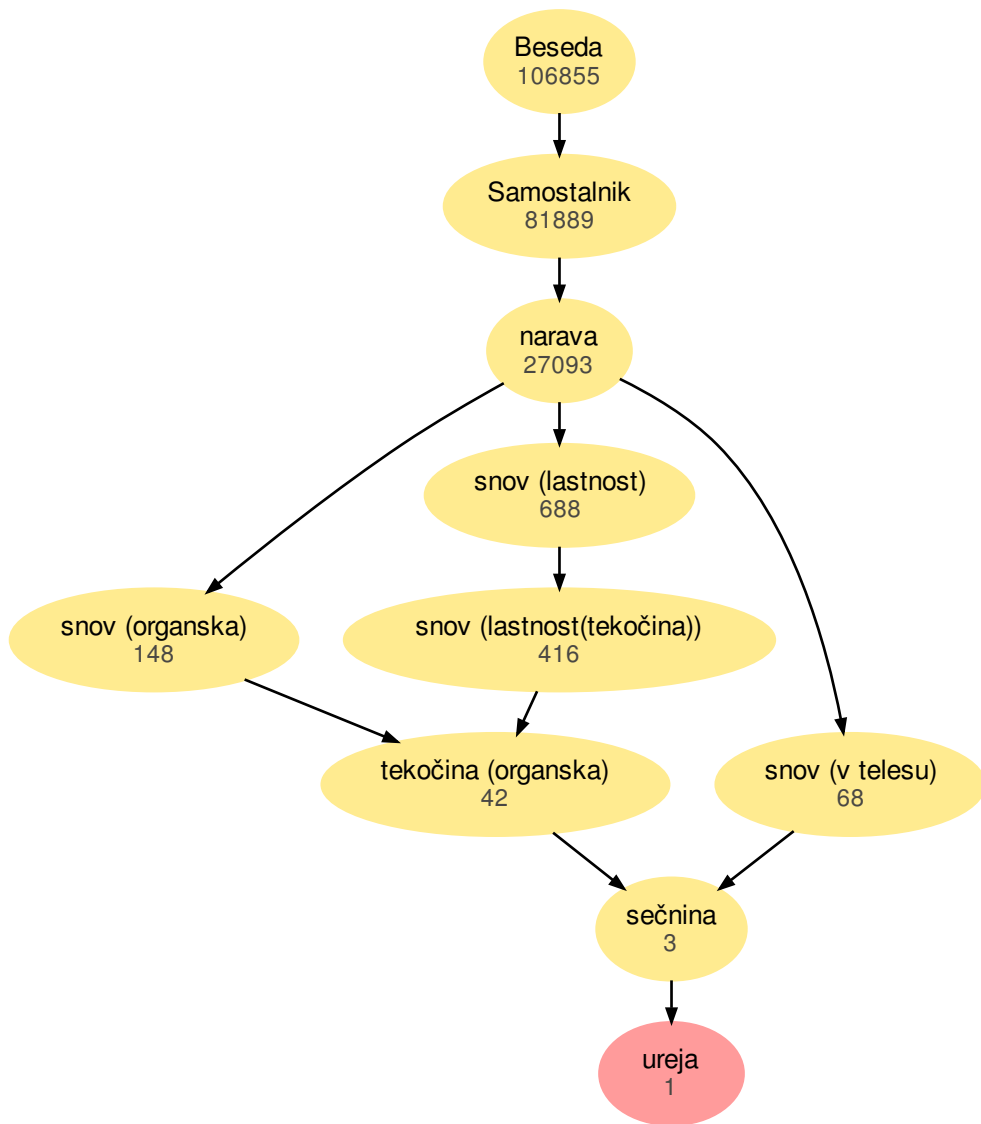 Beseda
106855
Samostalnik
81889
narava
27093
snov (lastnost)
688
snov (organska)
148
snov (lastnost(tekočina))
416
tekočina (organska)
42
snov (v telesu)
68
sečnina
3
ureja
1